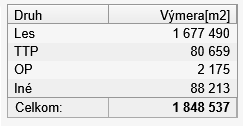 Druh Výmera[m2]
Les 1 677 490
TTP 80 659
OP 2 175
Iné 88 213
Celkom: 1 848 537